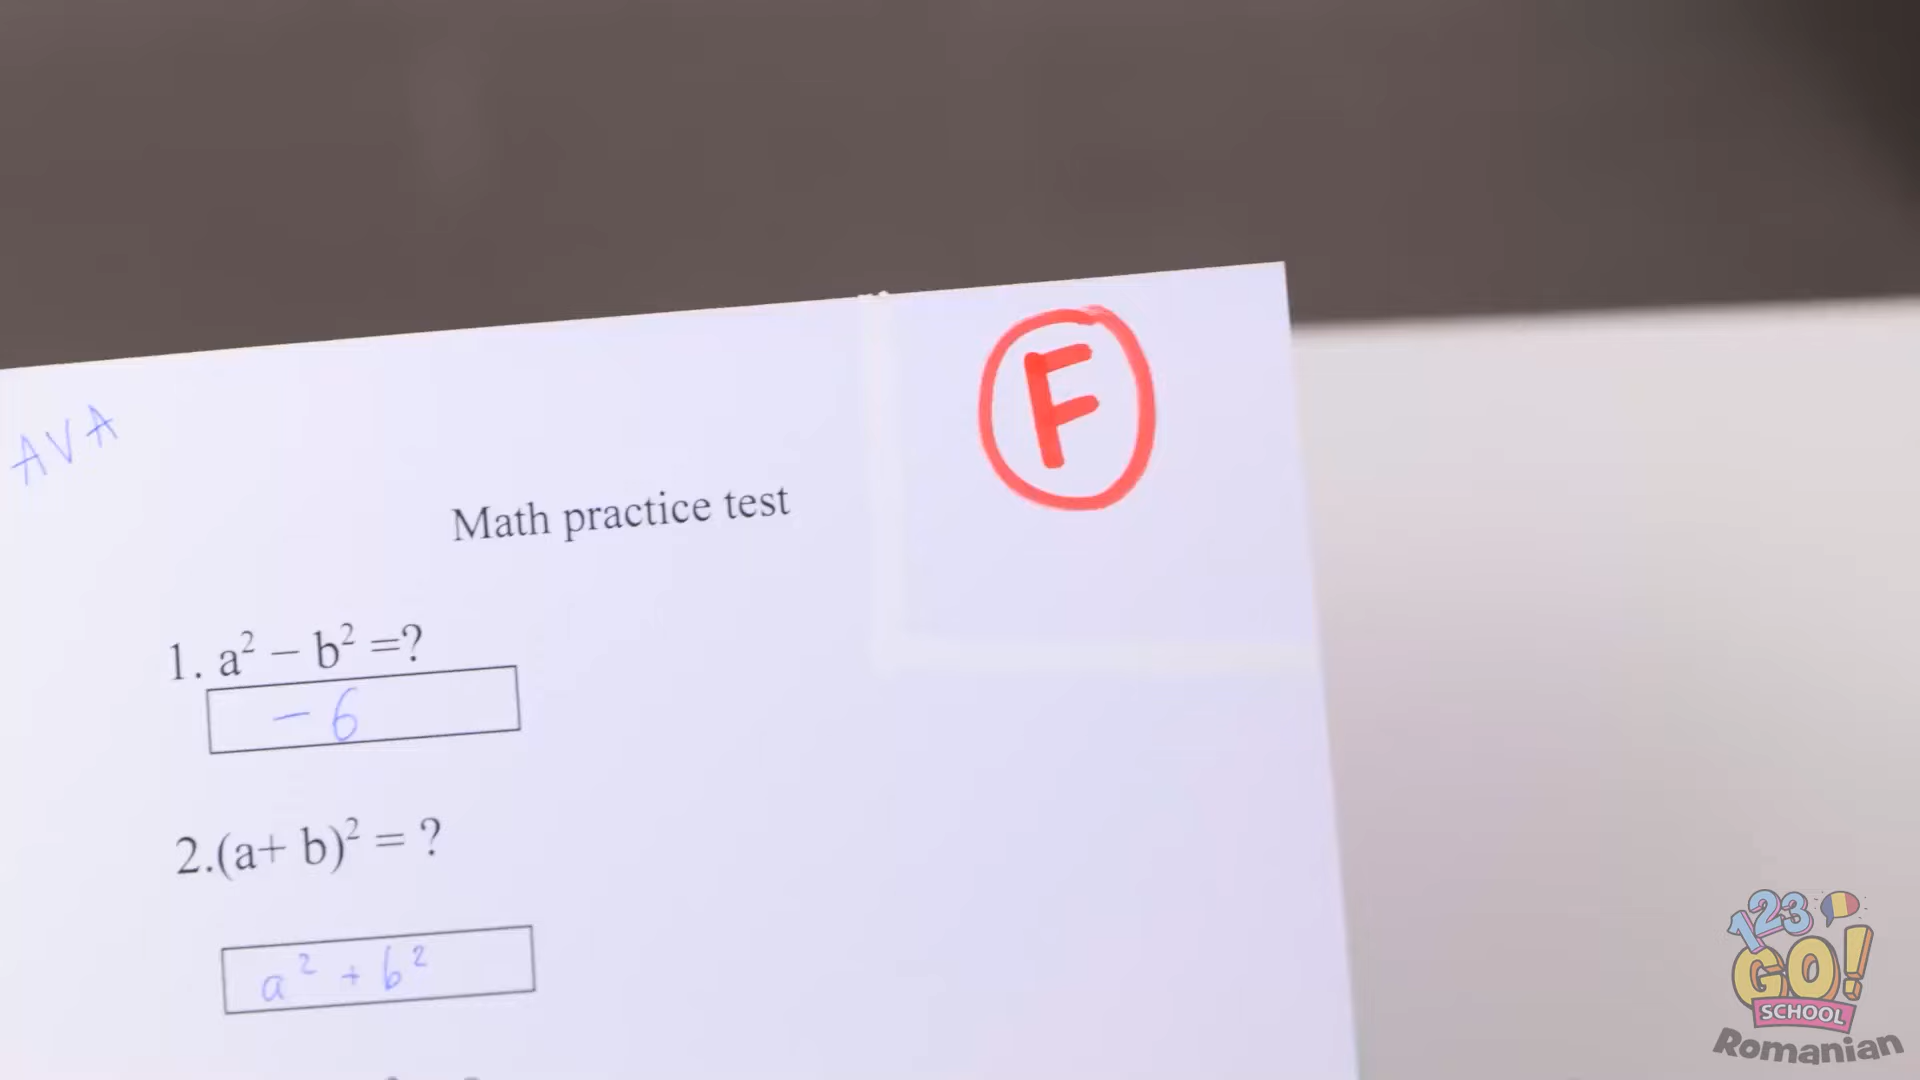 F
AVA
Math practice test
1. a² – b² =?
– 6
2.(a+ b)² = ?
a² + b²
123
GO!
SCHOOL
Romanian